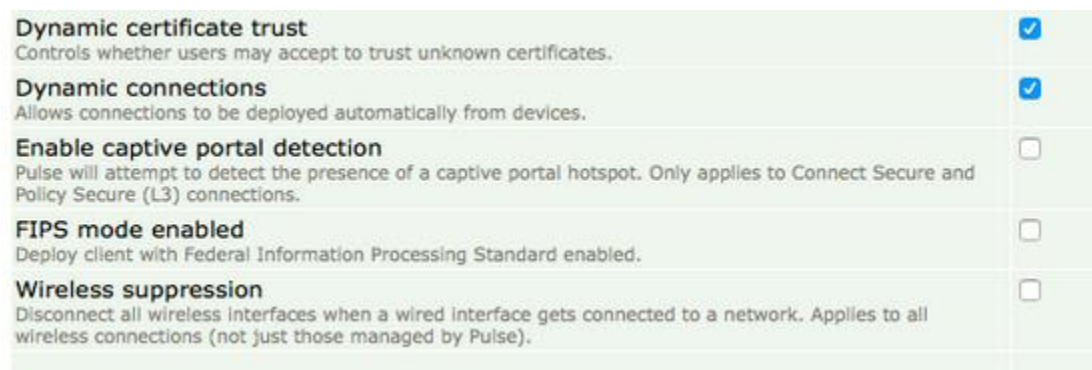 Dynamic certificate trust
Controls whether users may accept to trust unknown certificates.
Dynamic connections
Allows connections to be deployed automatically from devices.
Enable captive portal detection
Pulse will attempt to detect the presence of a captive portal hotspot. Only applies to Connect Secure and
Policy Secure (L3) connections.
FIPS mode enabled
Deploy client with Federal Information Processing Standard enabled.
Wireless suppression
Disconnect all wireless interfaces when a wired interface gets connected to a network. Applies to all
wireless connections (not just those managed by Pulse).